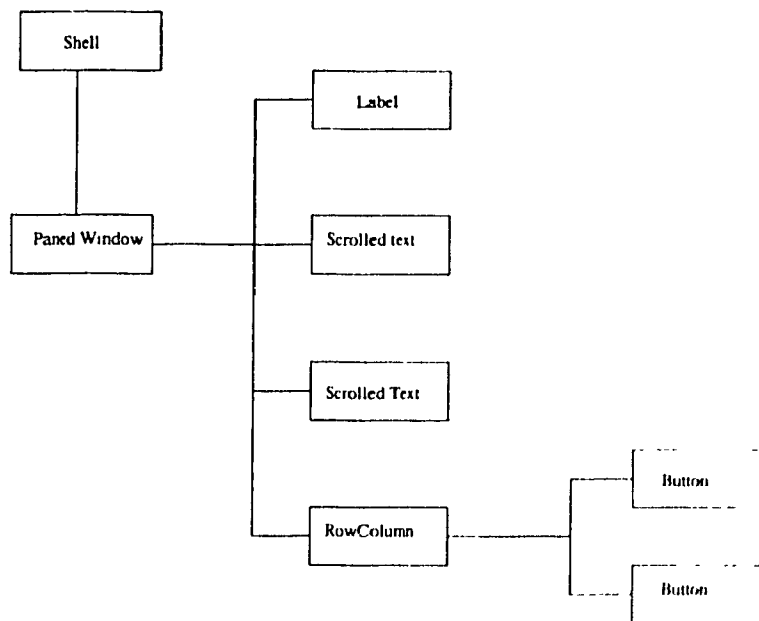 Shell
Label
Paned Window
Scrolled text
Scrolled Text
RowColumn
Button
Button